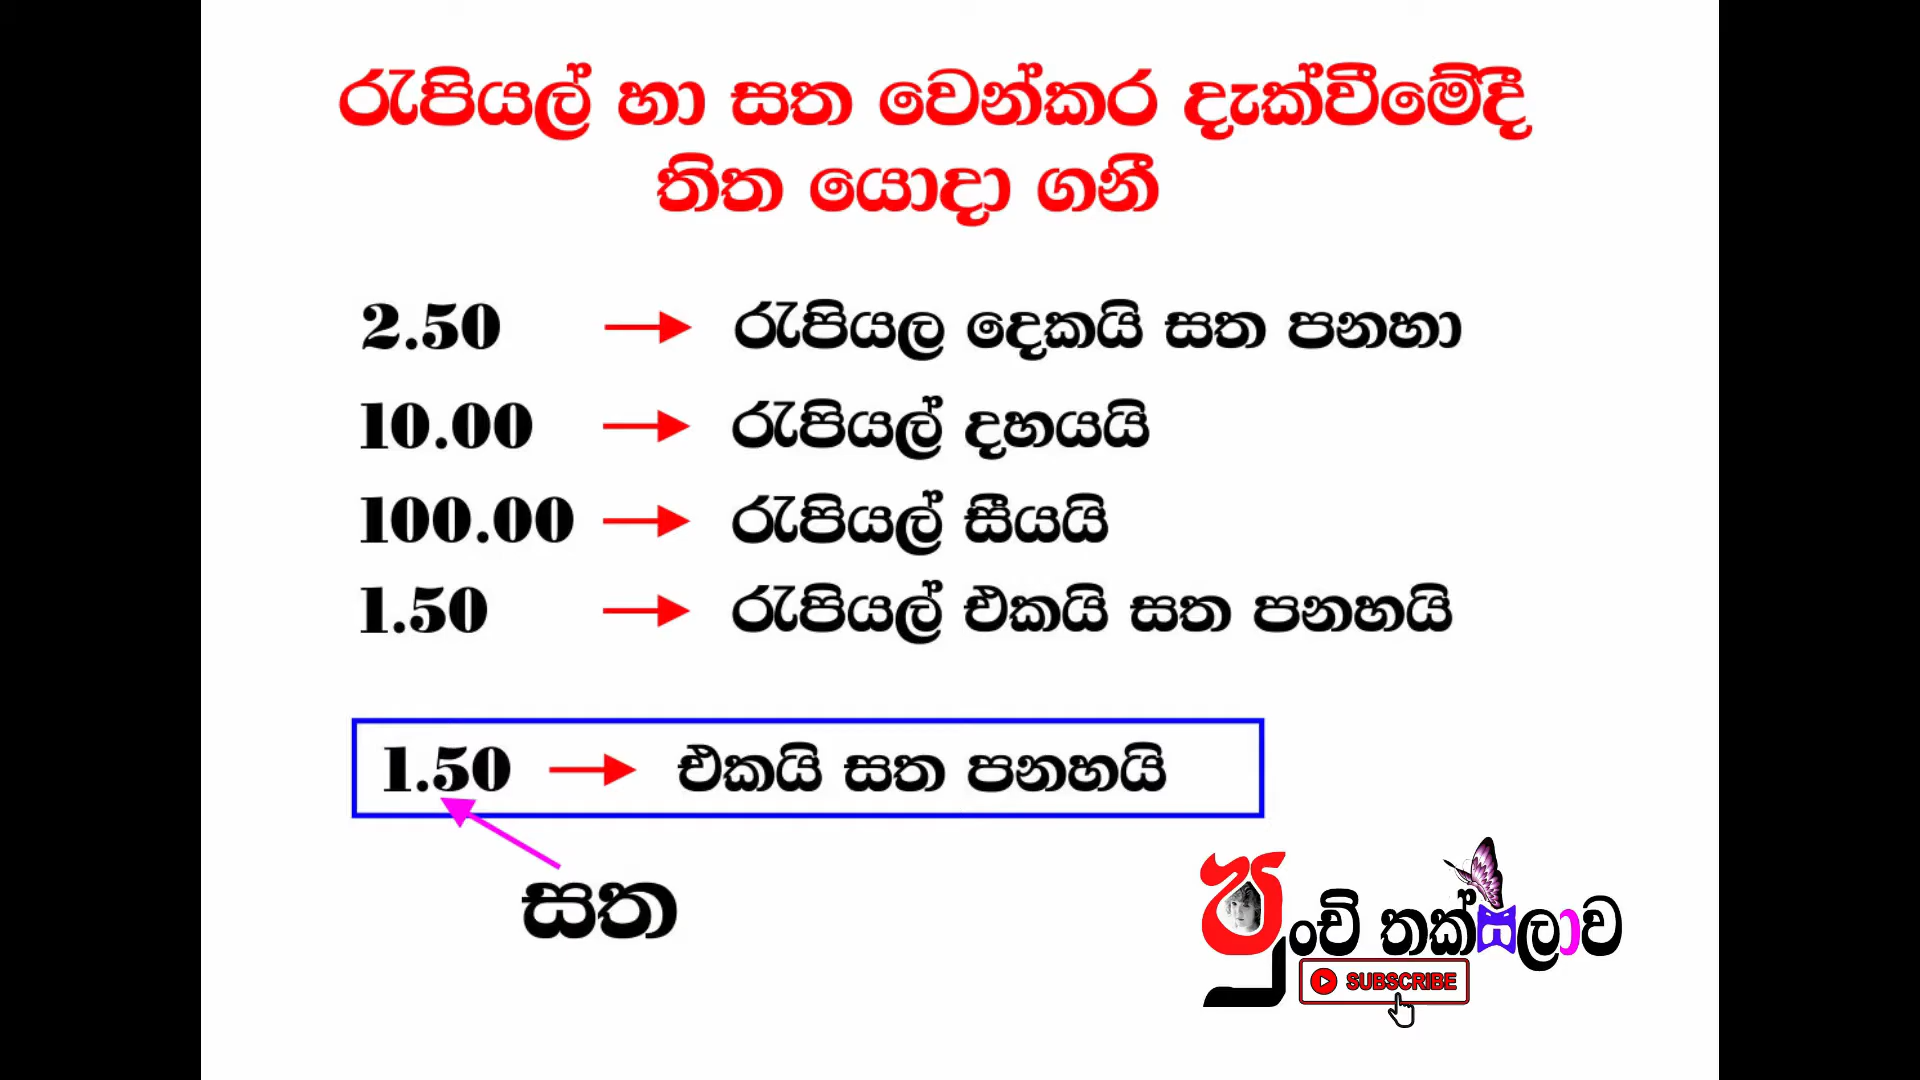 රුපියල් හා සත වෙන්කර දැක්වීමේදී
තිත යොදා ගනී
2.50 → රුපියල දෙකයි සත පනහා
10.00 → රුපියල් දහයයි
100.00 → රුපියල් සීයයි
1.50 → රුපියල් එකයි සත පනහයි
1.50 → එකයි සත පනහයි
සත
පුංචි තක්සලාව
SUBSCRIBE